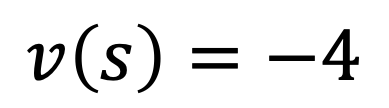 v(s) = −4